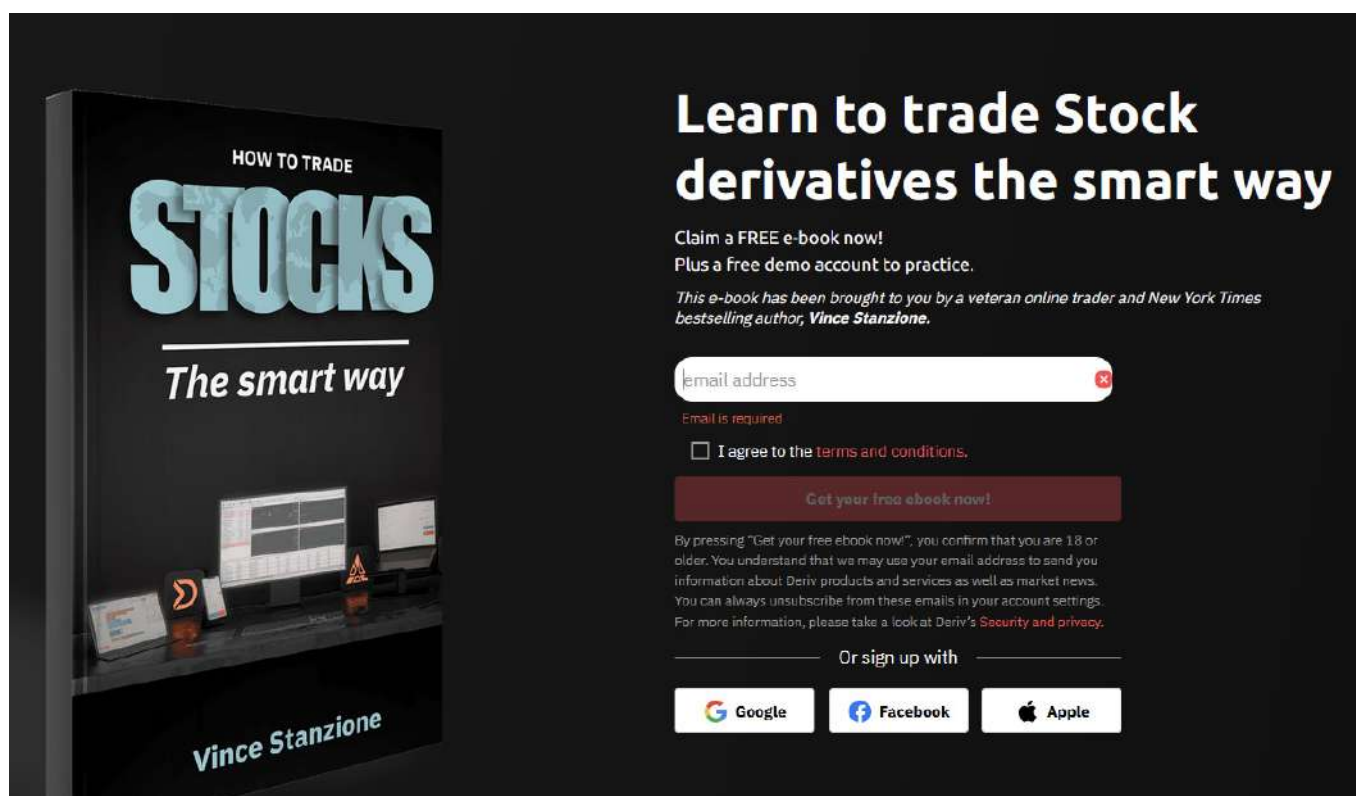 HOW TO TRADE
STOCKS
The smart way
Vince Stanzione
Learn to trade Stock
derivatives the smart way
Claim a FREE e-book now!
Plus a free demo account to practice.
This e-book has been brought to you by a veteran online trader and New York Times
bestselling author, Vince Stanzione.
email address
Email is required
I agree to the terms and conditions.
Get your free ebook now!
By pressing "Get your free ebook now!", you confirm that you are 18 or
older. You understand that we may use your email address to send you
information about Deriv products and services as well as market news.
You can always unsubscribe from these emails in your account settings.
For more information, please take a look at Deriv's Security and privacy.
Or sign up with
Google
Facebook
Apple